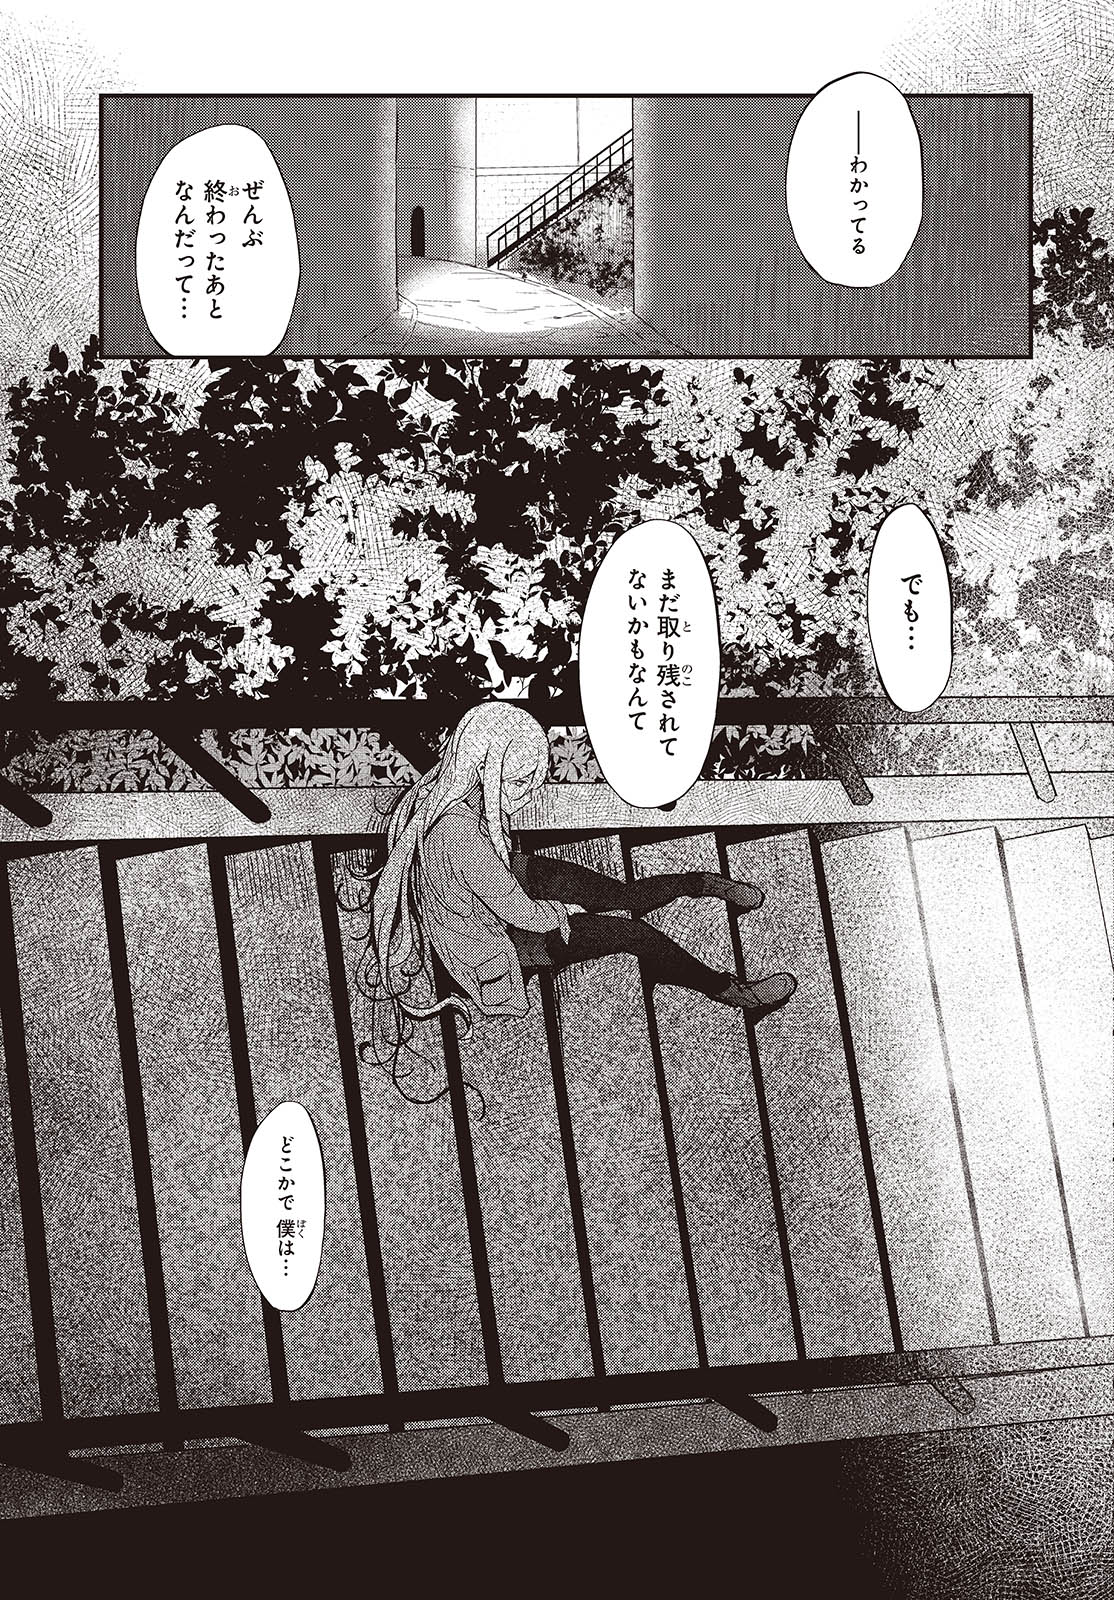 ──わかってる
ぜんぶ
終わったあと
なんだって…
でも…
まだ取り残されて
ないかもなんて
どこかで
僕は…